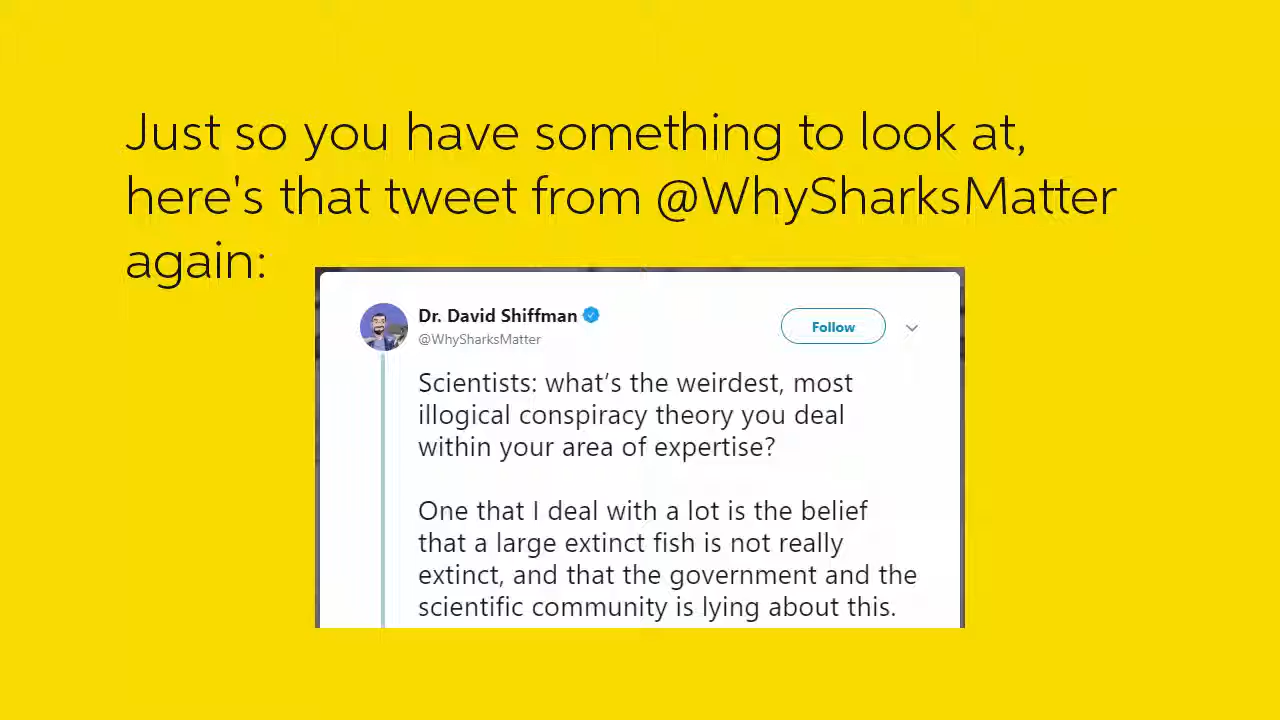 Just so you have something to look at,
here's that tweet from @WhySharksMatter
again:
Dr. David Shiffman
@WhySharksMatter
Follow
Scientists: what’s the weirdest, most
illogical conspiracy theory you deal
within your area of expertise?
One that I deal with a lot is the belief
that a large extinct fish is not really
extinct, and that the government and the
scientific community is lying about this.